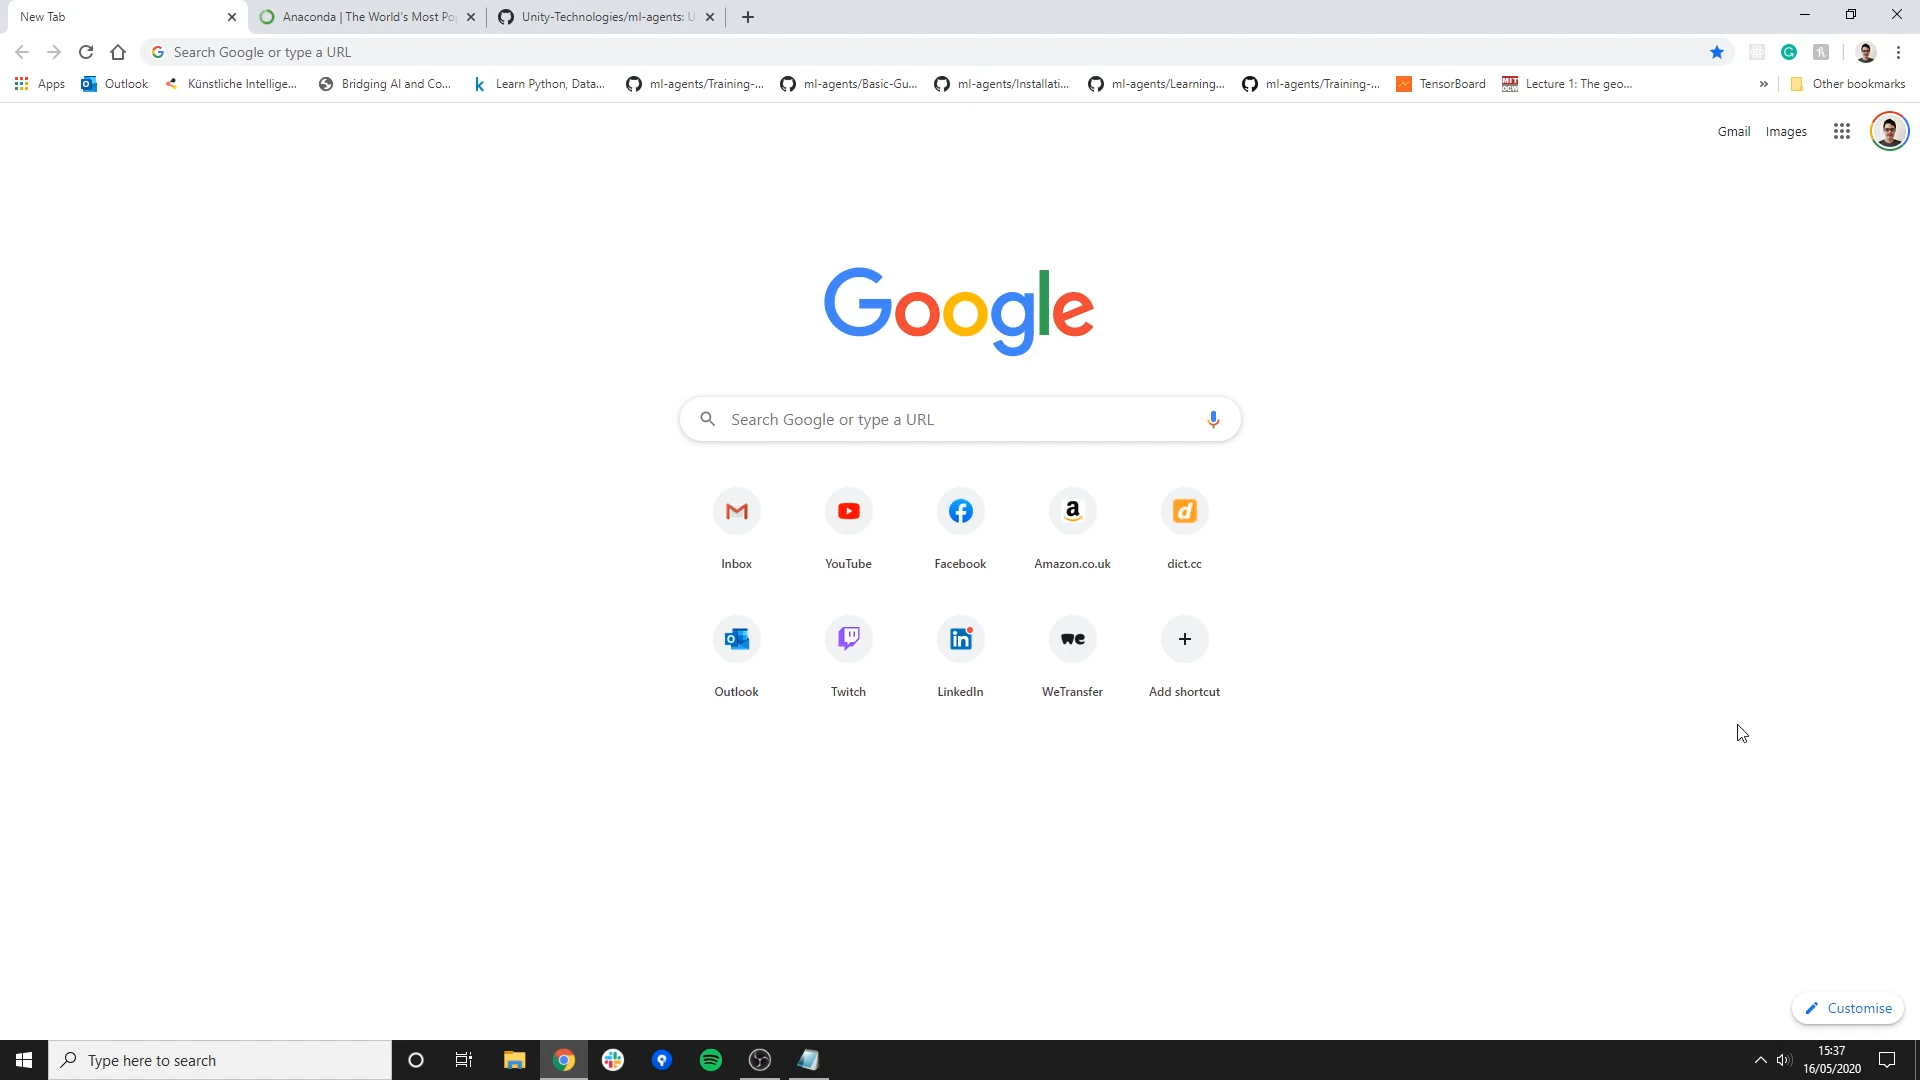 New Tab
Anaconda | The World's Most Po
Unity-Technologies/ml-agents: U
Search Google or type a URL
Apps
Outlook
Künstliche Intellige...
Bridging AI and Co...
k
Learn Python, Data...
ml-agents/Training-...
ml-agents/Basic-Gu...
ml-agents/Installati...
ml-agents/Learning...
ml-agents/Training-...
TensorBoard
MIT
Lecture 1: The geo...
»
Other bookmarks
Gmail
Images
Google
Search Google or type a URL
Inbox
YouTube
Facebook
Amazon.co.uk
dict.cc
Outlook
Twitch
LinkedIn
WeTransfer
Add shortcut
Customise
Type here to search
15:37
16/05/2020